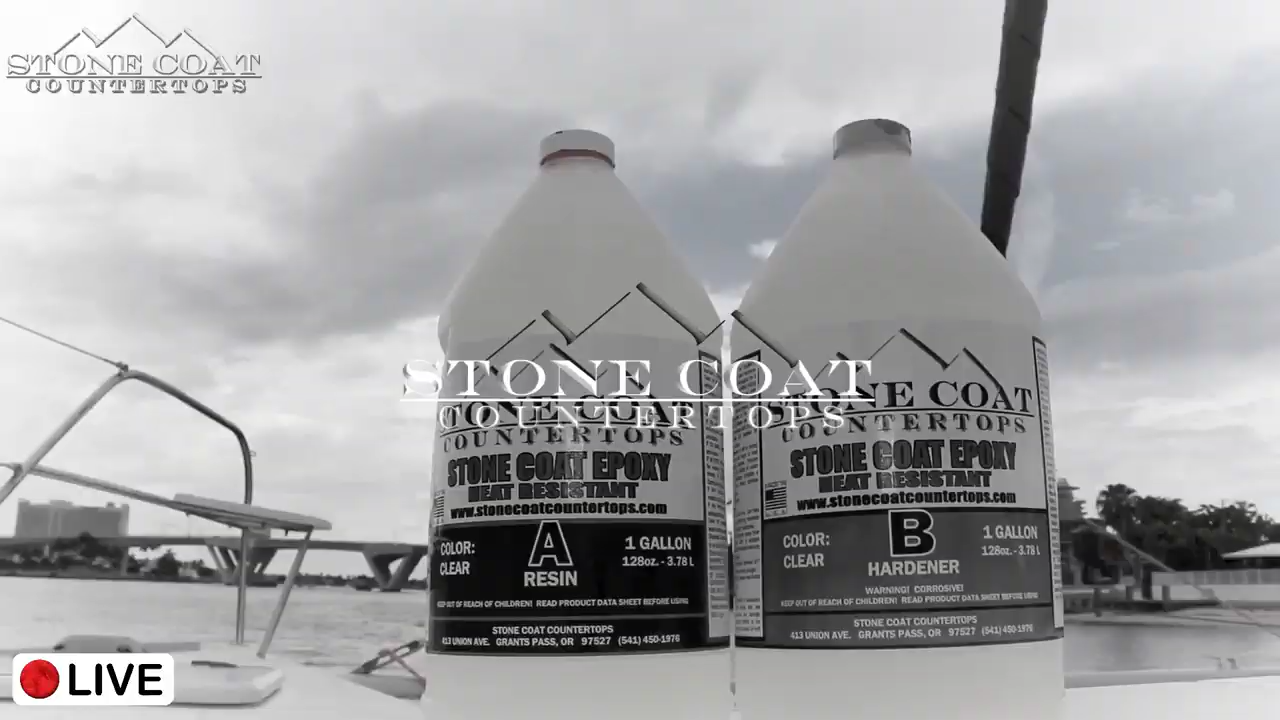 STONE COAT
COUNTERTOPS
STONE COAT
COUNTERTOPS
STONE COAT
COUNTERTOPS
STONE COAT EPOXY
HEAT RESISTANT
www.stonecoatcountertops.com
COLOR:
CLEAR
A
RESIN
1 GALLON
128oz. - 3.78 L
KEEP OUT OF REACH OF CHILDREN! READ PRODUCT DATA SHEET BEFORE USING
STONE COAT COUNTERTOPS
413 UNION AVE. GRANTS PASS, OR 97527 (541) 450-1976
STONE COAT
COUNTERTOPS
STONE COAT EPOXY
HEAT RESISTANT
www.stonecoatcountertops.com
COLOR:
CLEAR
B
HARDENER
1 GALLON
128oz. - 3.78 L
WARNING! CORROSIVE!
KEEP OUT OF REACH OF CHILDREN! READ PRODUCT DATA SHEET BEFORE USING
STONE COAT COUNTERTOPS
413 UNION AVE. GRANTS PASS, OR 97527 (541) 450-1976
LIVE